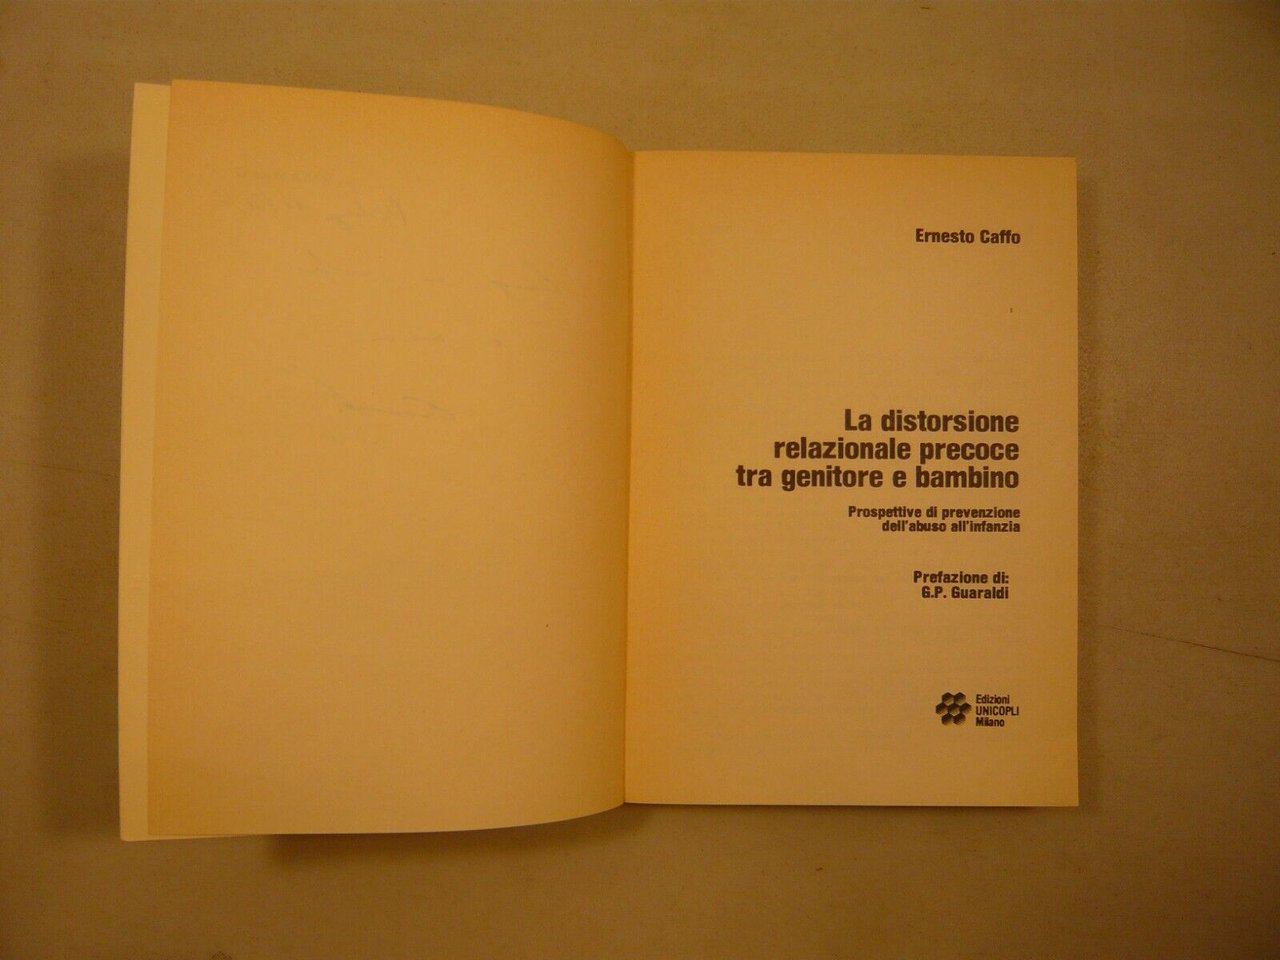 Ernesto Caffo
La distorsione
relazionale precoce
tra genitore e bambino
Prospettive di prevenzione
dell'abuso all'infanzia
Prefazione di:
G.P. Guaraldi
Edizioni
UNICOPLI
Milano